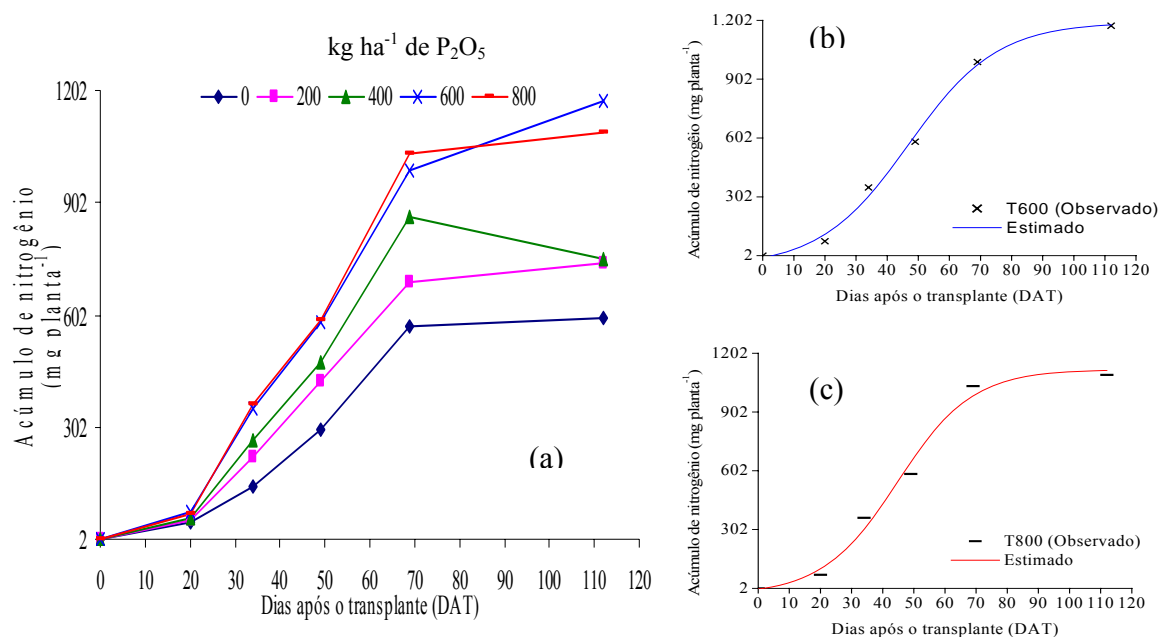 kg ha⁻¹ de P₂O₅
0 200 400 600 800
1202
902
602
302
2
Acúmulo de nitrogênio
(mg planta⁻¹)
0 10 20 30 40 50 60 70 80 90 100 110 120
Dias após o transplante (DAT)
(a)
(b)
1.202
902
602
302
2
Acúmulo de nitrogêio (mg planta⁻¹)
T600 (Observado)
Estimado
0 10 20 30 40 50 60 70 80 90 100 110 120
Dias após o transplante (DAT)
(c)
1202
902
602
302
2
Acúmulo de nitrogênio (mg planta⁻¹)
T800 (Observado)
Estimado
0 10 20 30 40 50 60 70 80 90 100 110 120
Dias após o transplante (DAT)